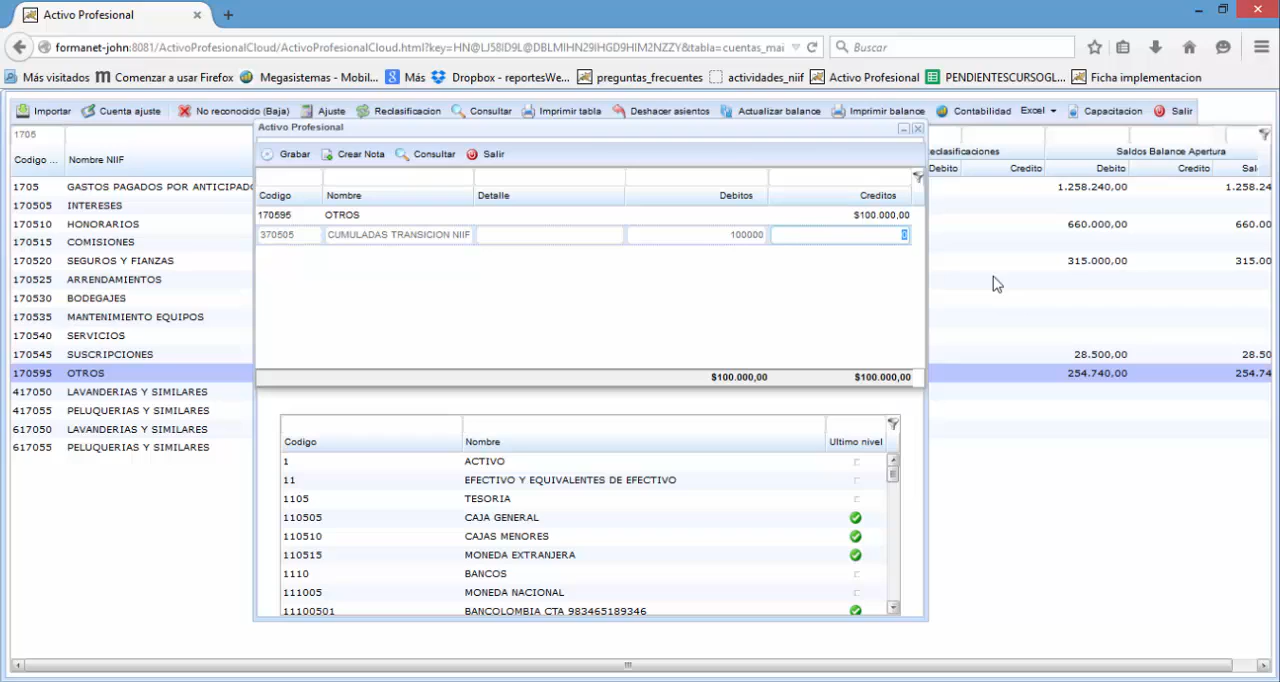 Activo Profesional
formanet-john:8081/ActivoProfesionalCloud/ActivoProfesionalCloud.html?key=HN@LJ58ID9L@DBLMIHN29IHGD9HIM2NZZY&tabla=cuentas_mai
Buscar
Más visitados
Comenzar a usar Firefox
Megasistemas - Mobil...
Más
Dropbox - reportesWe...
preguntas_frecuentes
actividades_niif
Activo Profesional
PENDIENTESCURSOGL...
Ficha implementacion
Importar
Cuenta ajuste
No reconocido (Baja)
Ajuste
Reclasificacion
Consultar
Imprimir tabla
Deshacer asientos
Actualizar balance
Imprimir balance
Contabilidad
Excel
Capacitacion
Salir
1705
Codigo ... Nombre NIIF
eclasificaciones
Saldos Balance Apertura
Debito Credito Debito Credito Sal
1705 GASTOS PAGADOS POR ANTICIPADO 1.258.240,00 1.258.24
170505 INTERESES
170510 HONORARIOS 660.000,00 660.00
170515 COMISIONES
170520 SEGUROS Y FIANZAS 315.000,00 315.00
170525 ARRENDAMIENTOS
170530 BODEGAJES
170535 MANTENIMIENTO EQUIPOS
170540 SERVICIOS
170545 SUSCRIPCIONES 28.500,00 28.50
170595 OTROS 254.740,00 254.74
417050 LAVANDERIAS Y SIMILARES
417055 PELUQUERIAS Y SIMILARES
617050 LAVANDERIAS Y SIMILARES
617055 PELUQUERIAS Y SIMILARES
Activo Profesional
Grabar
Crear Nota
Consultar
Salir
Codigo Nombre Detalle Debitos Creditos
170595 OTROS $100.000,00
370505 CUMULADAS TRANSICION NIIF 100000 0
$100.000,00 $100.000,00
Codigo Nombre Ultimo nivel
1 ACTIVO
11 EFECTIVO Y EQUIVALENTES DE EFECTIVO
1105 TESORIA
110505 CAJA GENERAL
110510 CAJAS MENORES
110515 MONEDA EXTRANJERA
1110 BANCOS
111005 MONEDA NACIONAL
11100501 BANCOLOMBIA CTA 983465189346